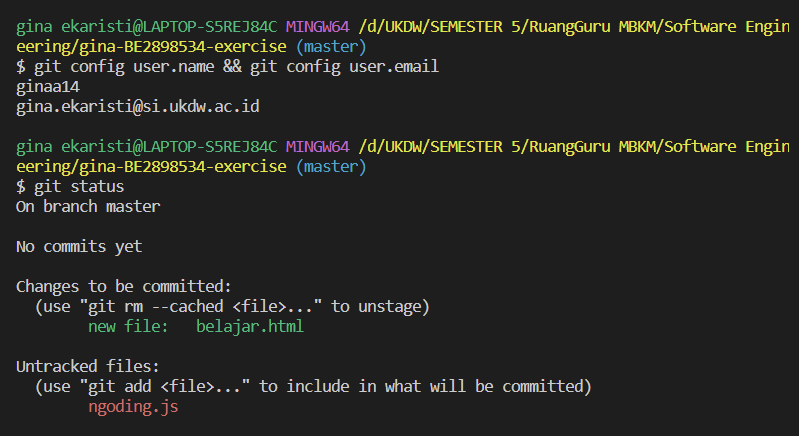 gina ekaristi@LAPTOP-S5REJ84C MINGW64 /d/UKDW/SEMESTER 5/RuangGuru MBKM/Software Engin
eering/gina-BE2898534-exercise (master)
$ git config user.name && git config user.email
ginaa14
gina.ekaristi@si.ukdw.ac.id
gina ekaristi@LAPTOP-S5REJ84C MINGW64 /d/UKDW/SEMESTER 5/RuangGuru MBKM/Software Engin
eering/gina-BE2898534-exercise (master)
$ git status
On branch master
No commits yet
Changes to be committed:
(use "git rm --cached <file>..." to unstage)
new file:   belajar.html
Untracked files:
(use "git add <file>..." to include in what will be committed)
ngoding.js